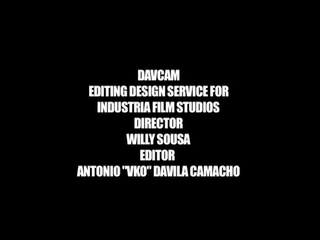 DAVCAM
EDITING DESIGN SERVICE FOR
INDUSTRIA FILM STUDIOS
DIRECTOR
WILLY SOUSA
EDITOR
ANTONIO "VKO" DAVILA CAMACHO